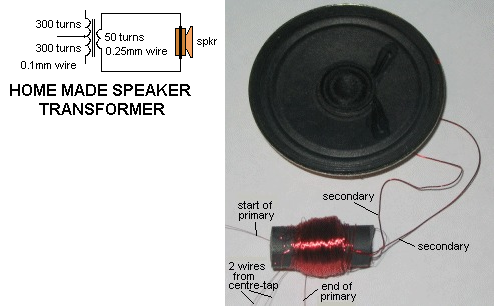 300 turns
300 turns
0.1mm wire
50 turns
0.25mm wire
spkr
HOME MADE SPEAKER
TRANSFORMER
start of
primary
secondary
secondary
2 wires
from
centre-tap
end of
primary